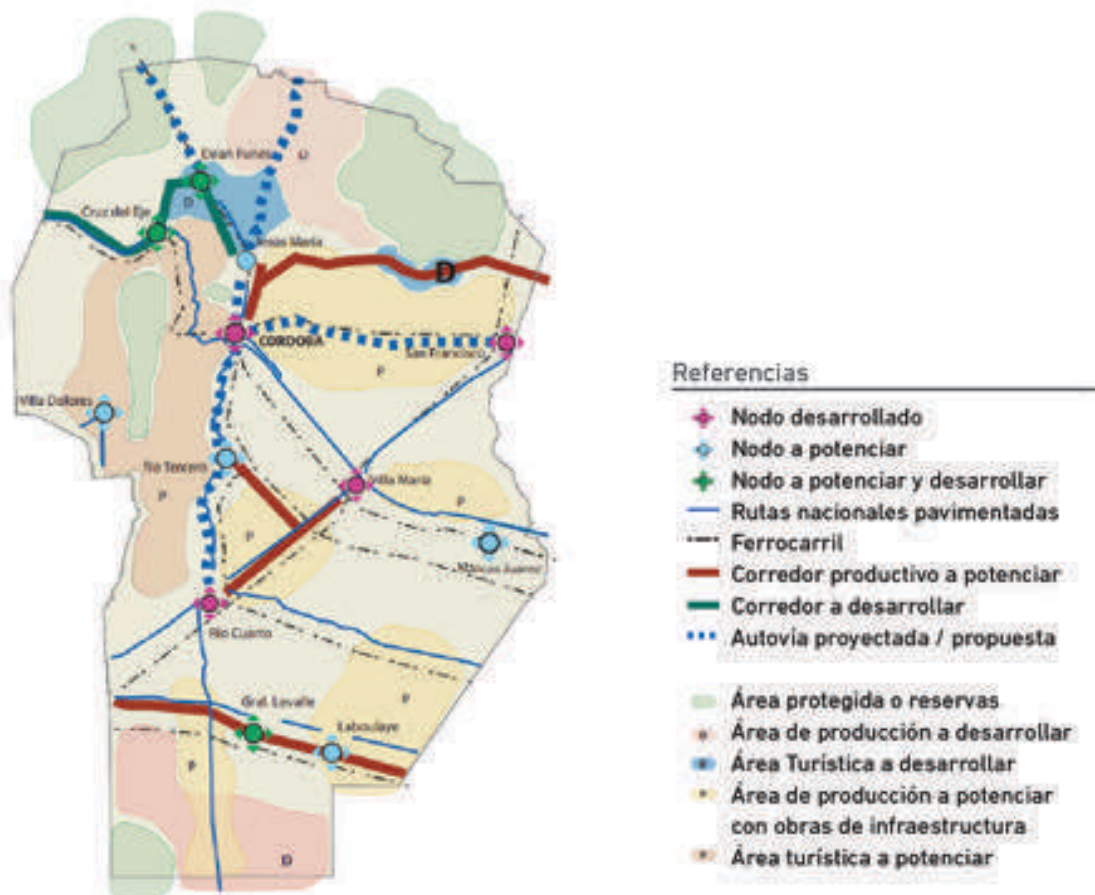 Dean Funes
D
D
Cruz del Eje
Jesús María
D
CORDOBA
San Francisco
P
Villa Dolores
Río Tercero
Villa María
P
P
P
Marcos Juarez
Río Cuarto
Gral. Levalle
Laboulaye
P
P
D
Referencias
Nodo desarrollado
Nodo a potenciar
Nodo a potenciar y desarrollar
Rutas nacionales pavimentadas
Ferrocarril
Corredor productivo a potenciar
Corredor a desarrollar
Autovía proyectada / propuesta
Área protegida o reservas
D Área de producción a desarrollar
D Área Turística a desarrollar
P Área de producción a potenciar
con obras de infraestructura
P Área turística a potenciar